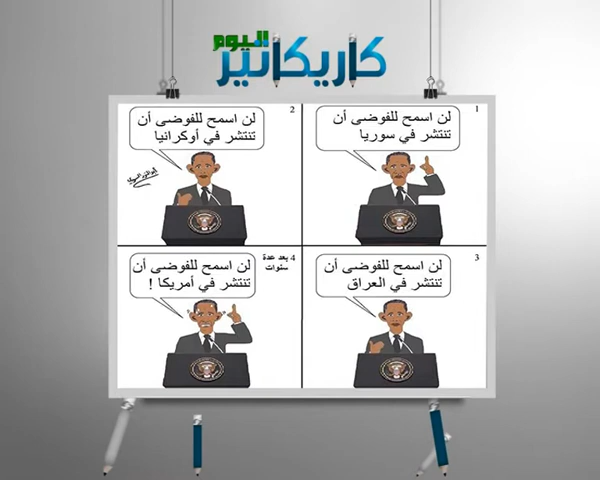 كاريكاتير
اليوم
1
لن اسمح للفوضى أن
تنتشر في سوريا
2
لن اسمح للفوضى أن
تنتشر في أوكرانيا
3
لن اسمح للفوضى أن
تنتشر في العراق
4 بعد عدة
سنوات
لن اسمح للفوضى أن
تنتشر في أمريكا !